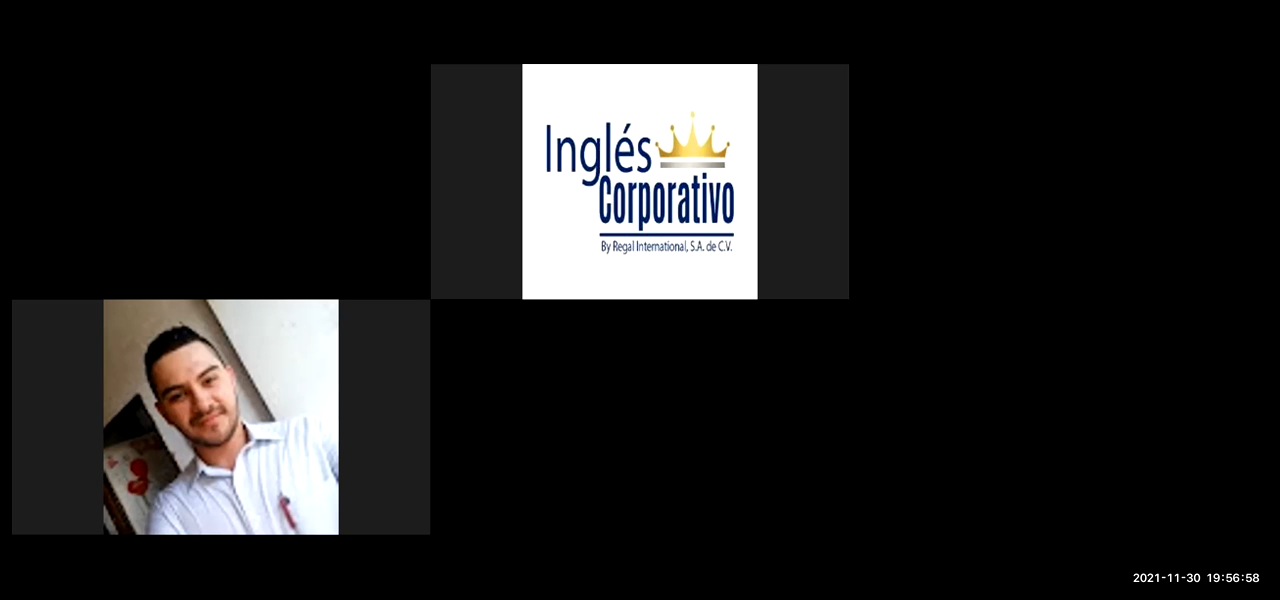 Inglés
Corporativo
By Regal International, S.A. de C.V.
2021-11-30 19:56:58